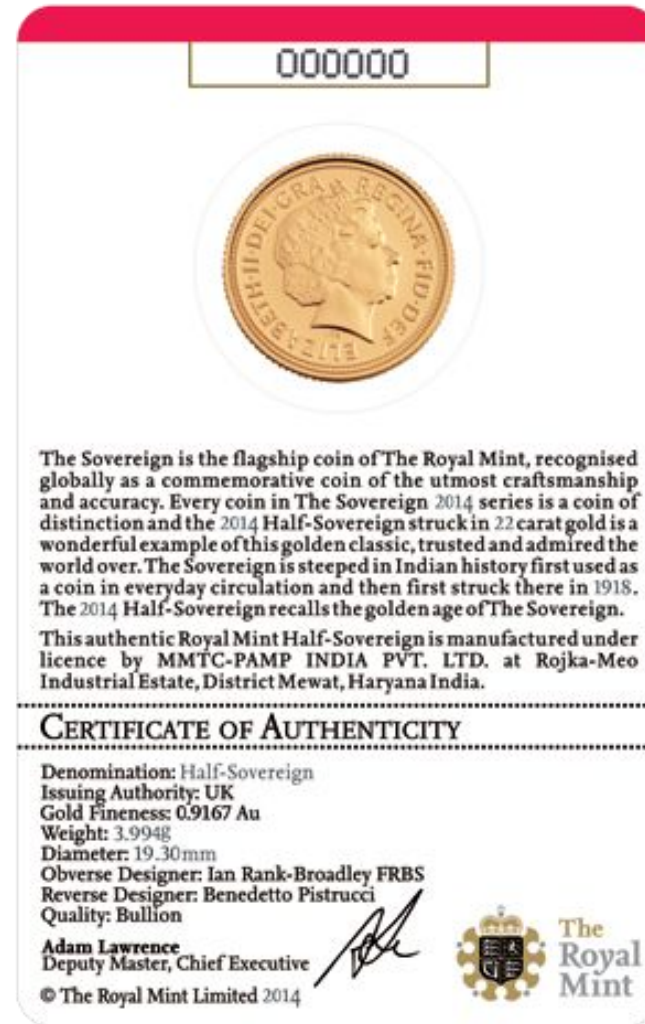 000000
ELIZABETH·II·DEI·GRA REGINA·FID·DEF
The Sovereign is the flagship coin of The Royal Mint, recognised
globally as a commemorative coin of the utmost craftsmanship
and accuracy. Every coin in The Sovereign 2014 series is a coin of
distinction and the 2014 Half-Sovereign struck in 22 carat gold is a
wonderful example of this golden classic, trusted and admired the
world over. The Sovereign is steeped in Indian history first used as
a coin in everyday circulation and then first struck there in 1918.
The 2014 Half-Sovereign recalls the golden age of The Sovereign.
This authentic Royal Mint Half-Sovereign is manufactured under
licence by MMTC-PAMP INDIA PVT. LTD. at Rojka-Meo
Industrial Estate, District Mewat, Haryana India.
CERTIFICATE OF AUTHENTICITY
Denomination: Half-Sovereign
Issuing Authority: UK
Gold Fineness: 0.9167 Au
Weight: 3.994g
Diameter: 19.30mm
Obverse Designer: Ian Rank-Broadley FRBS
Reverse Designer: Benedetto Pistrucci
Quality: Bullion
Adam Lawrence
Deputy Master, Chief Executive
© The Royal Mint Limited 2014
The
Royal
Mint